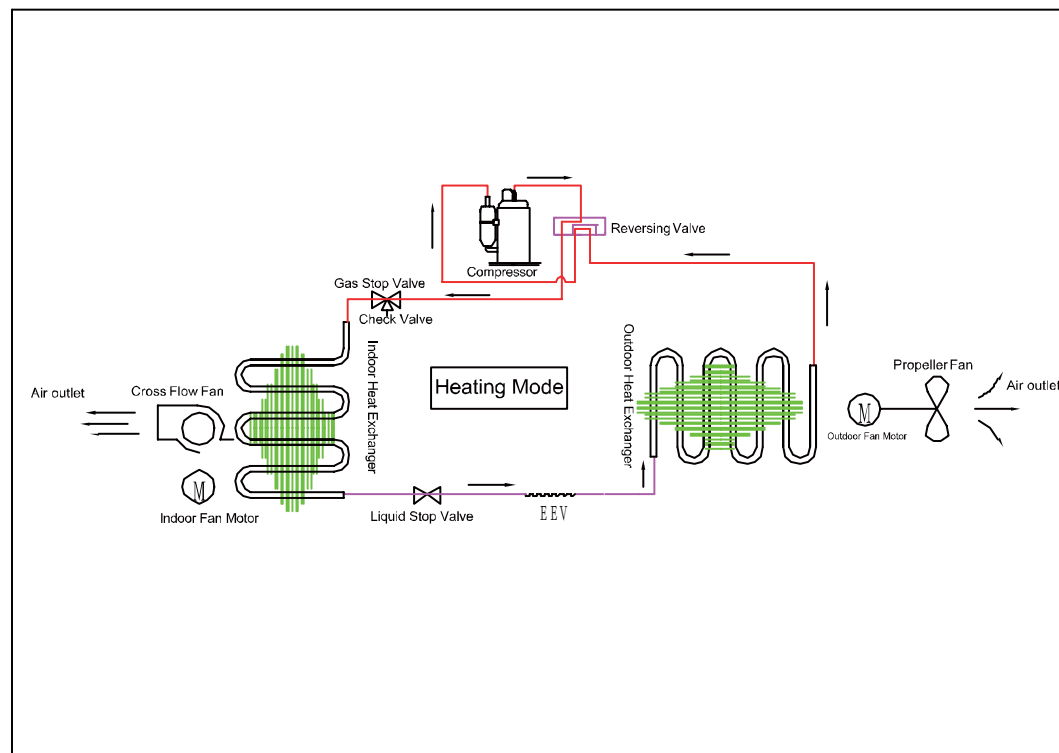 Reversing Valve
Compressor
Gas Stop Valve
Check Valve
Indoor Heat Exchanger
Outdoor Heat Exchanger
Heating Mode
Propeller Fan
Air outlet
Cross Flow Fan
Air outlet
M
Outdoor Fan Motor
M
Indoor Fan Motor
Liquid Stop Valve
EEV